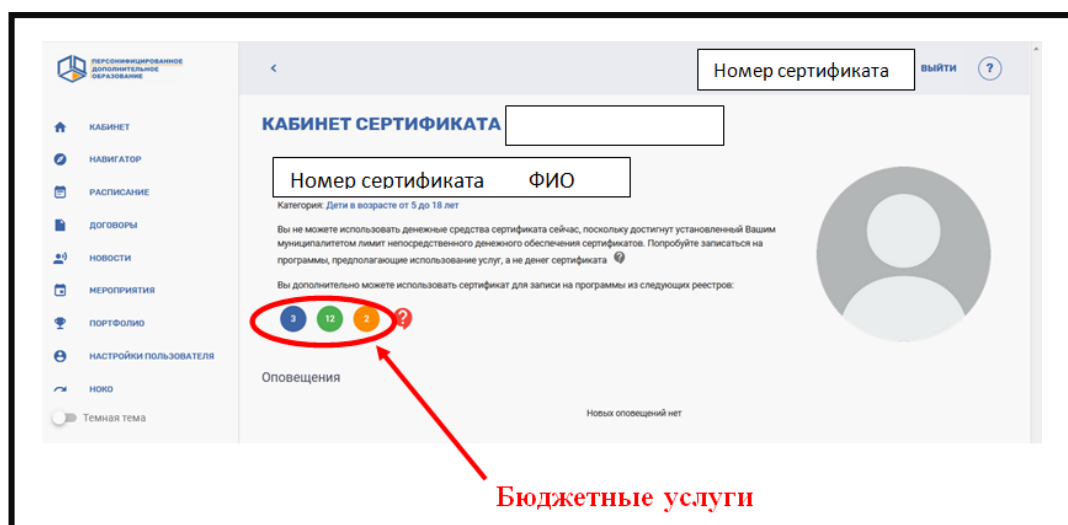 ПЕРСОНИФИЦИРОВАННОЕ
ДОПОЛНИТЕЛЬНОЕ
ОБРАЗОВАНИЕ
<
Номер сертификата
ВЫЙТИ
?
КАБИНЕТ
НАВИГАТОР
РАСПИСАНИЕ
ДОГОВОРЫ
НОВОСТИ
МЕРОПРИЯТИЯ
ПОРТФОЛИО
НАСТРОЙКИ ПОЛЬЗОВАТЕЛЯ
НОКО
Темная тема
КАБИНЕТ СЕРТИФИКАТА
Номер сертификата ФИО
Категория: Дети в возрасте от 5 до 18 лет
Вы не можете использовать денежные средства сертификата сейчас, поскольку достигнут установленный Вашим
муниципалитетом лимит непосредственного денежного обеспечения сертификатов. Попробуйте записаться на
программы, предполагающие использование услуг, а не денег сертификата ?
Вы дополнительно можете использовать сертификат для записи на программы из следующих реестров:
3 12 2 ?
Оповещения
Новых оповещений нет
Бюджетные услуги